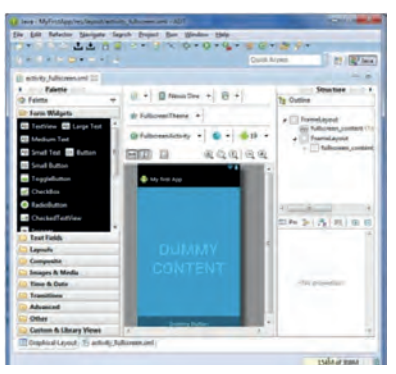 Java - MyFirstApp/res/layout/activity_fullscreen.xml - ADT
File Edit Refactor Navigate Search Project Run Window Help
Quick Access
Java
activity_fullscreen.xml
Palette
Palette
Form Widgets
TextView Large Text
Medium Text
Small Text Button
Small Button
ToggleButton
CheckBox
RadioButton
CheckedTextView
Text Fields
Layouts
Composite
Images & Media
Time & Date
Transitions
Advanced
Other
Custom & Library Views
Nexus One
FullscreenTheme
FullscreenActivity
My First App
DUMMY
CONTENT
Dummy Button
Structure
Outline
FrameLayout
fullscreen_content
FrameLayout
fullscreen_content
<No properties>
Graphical Layout activity_fullscreen.xml